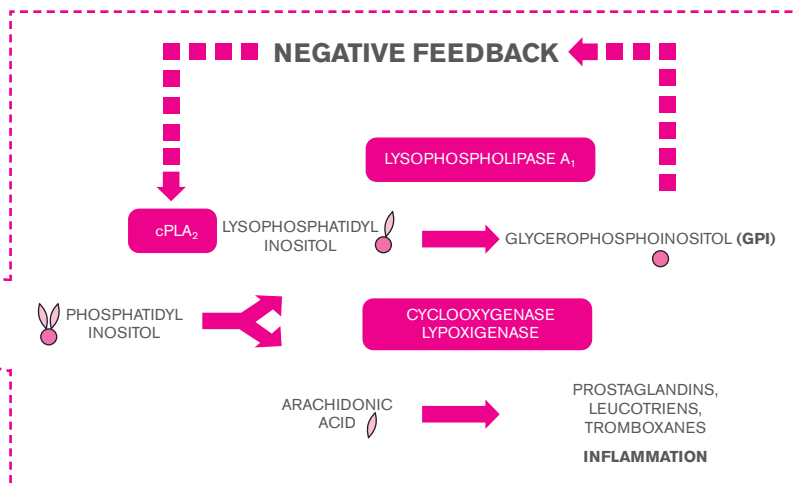 NEGATIVE FEEDBACK
LYSOPHOSPHOLIPASE A₁
cPLA₂
LYSOPHOSPHATIDYL
INOSITOL
GLYCEROPHOSPHOINOSITOL (GPI)
PHOSPHATIDYL
INOSITOL
CYCLOOXYGENASE
LYPOXIGENASE
ARACHIDONIC
ACID
PROSTAGLANDINS,
LEUCOTRIENS,
TROMBOXANES
INFLAMMATION